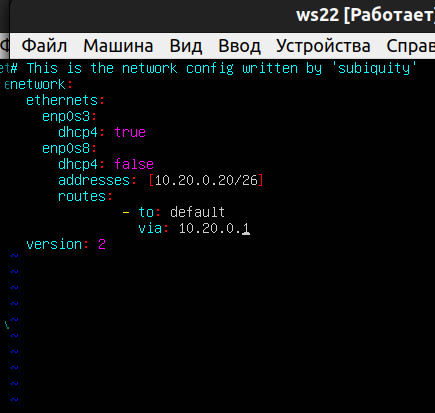 ws22 [Работает]
Файл Машина Вид Ввод Устройства Справ
# This is the network config written by 'subiquity'
network:
  ethernets:
    enp0s3:
      dhcp4: true
    enp0s8:
      dhcp4: false
      addresses: [10.20.0.20/26]
      routes:
              - to: default
                via: 10.20.0.1
  version: 2
~
~
~
~
~
~
~
~
~
~